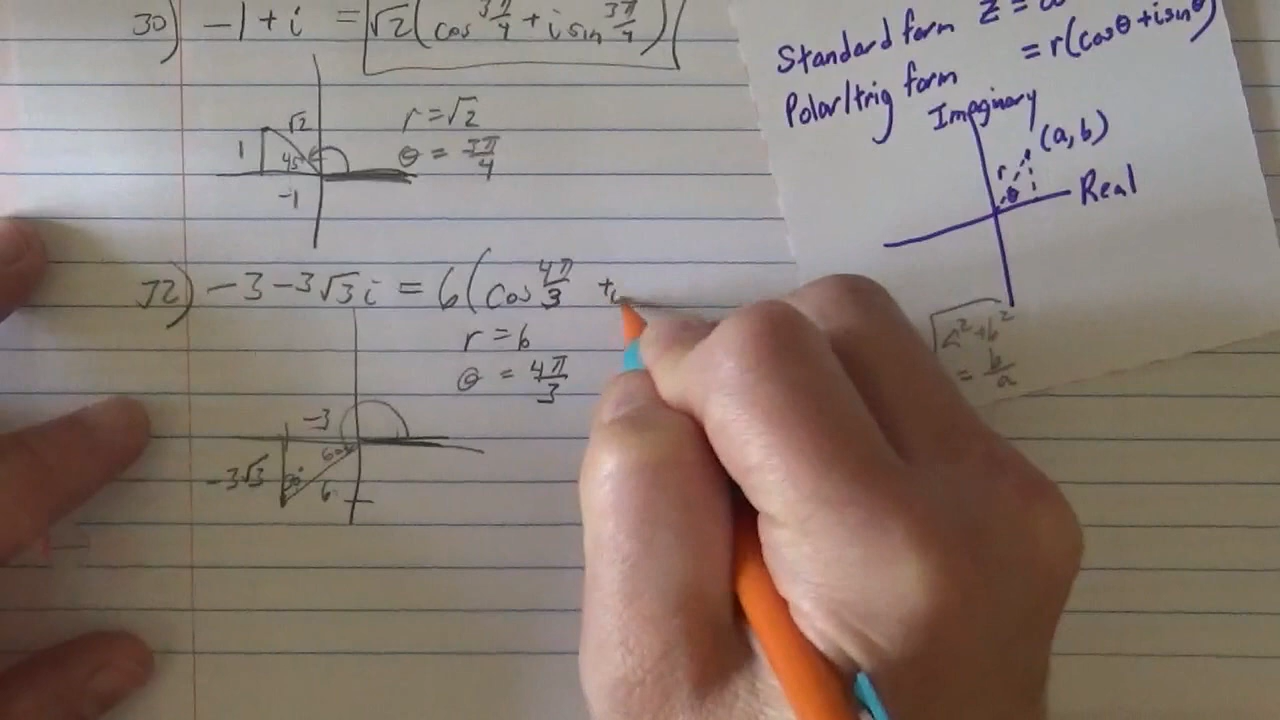 30) -1 + i = √2(cos 3π/4 + i sin 3π/4)
√2
1
45°
-1
r = √2
θ = 3π/4
32) -3 - 3√3 i = 6(cos 4π/3 + i
r = 6
θ = 4π/3
-3
60°
-3√3
30°
6
Standard form z =
= r(cosθ + i sinθ)
Polar/trig form
Imaginary
(a, b)
r
θ
Real
√a² + b²
= b/a